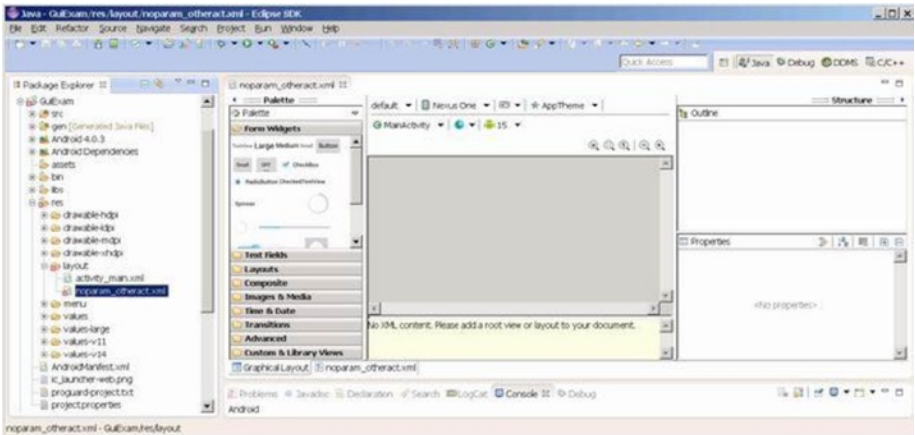 Java - GuiExam/res/layout/noparam_otheract.xml - Eclipse SDK
File Edit Refactor Source Navigate Search Project Run Window Help
Quick Access
Java Debug DDMS C/C++
Package Explorer
GuiExam
src
gen [Generated Java Files]
Android 4.0.3
Android Dependencies
assets
bin
libs
res
drawable-hdpi
drawable-ldpi
drawable-mdpi
drawable-xhdpi
layout
activity_main.xml
noparam_otheract.xml
menu
values
values-large
values-v11
values-v14
AndroidManifest.xml
ic_launcher-web.png
proguard-project.txt
project.properties
noparam_otheract.xml
Palette
Palette
Form Widgets
TextView Large Medium Small Button
Small OFF CheckBox
RadioButton CheckedTextView
Spinner
Text Fields
Layouts
Composite
Images & Media
Time & Date
Transitions
Advanced
Custom & Library Views
default Nexus One AppTheme
MainActivity 15
No XML content. Please add a root view or layout to your document.
Graphical Layout noparam_otheract.xml
Structure
Outline
Properties
<No properties>
Problems Javadoc Declaration Search LogCat Console Debug
Android
noparam_otheract.xml - GuiExam/res/layout